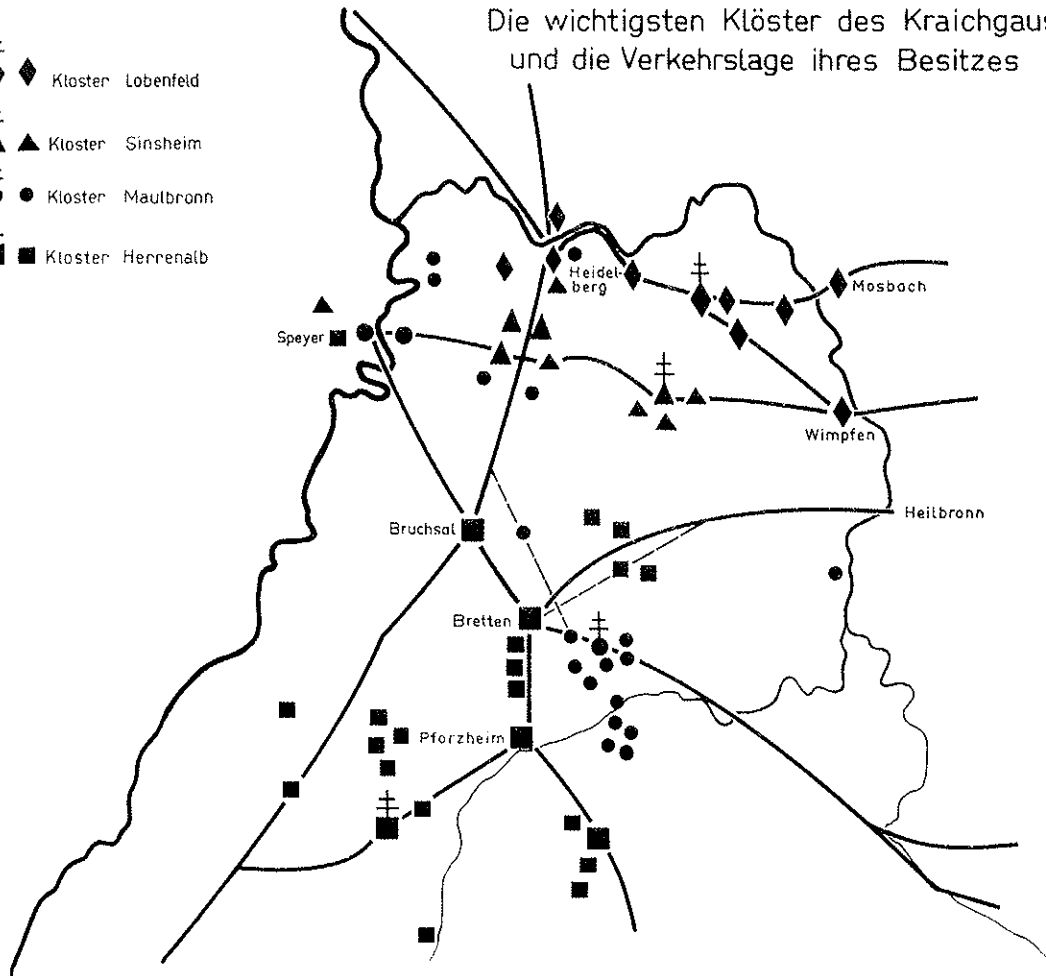 Die wichtigsten Klöster des Kraichgaus
und die Verkehrslage ihres Besitzes
Kloster Lobenfeld
Kloster Sinsheim
Kloster Maulbronn
Kloster Herrenalb
Heidel-
berg
Mosbach
Speyer
Wimpfen
Bruchsal
Heilbronn
Bretten
Pforzheim